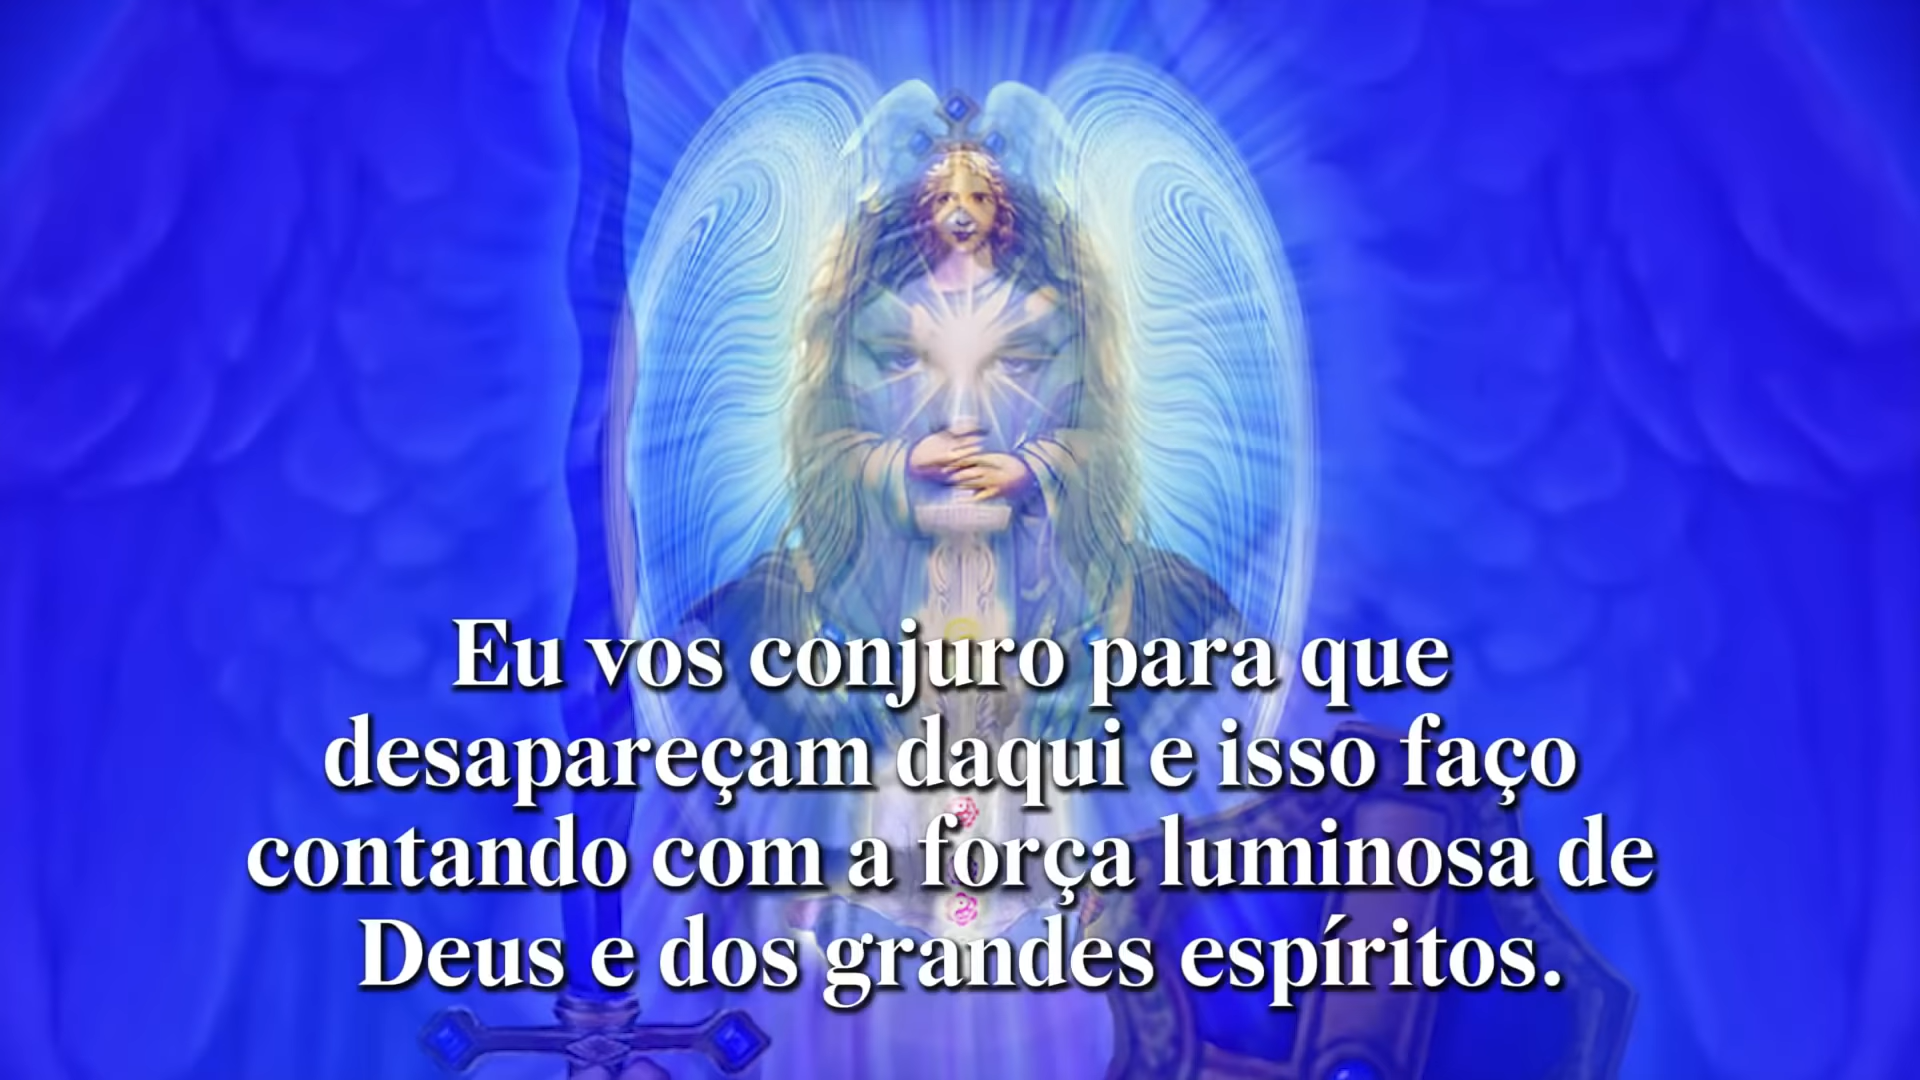 Eu vos conjuro para que
desapareçam daqui e isso faço
contando com a força luminosa de
Deus e dos grandes espíritos.